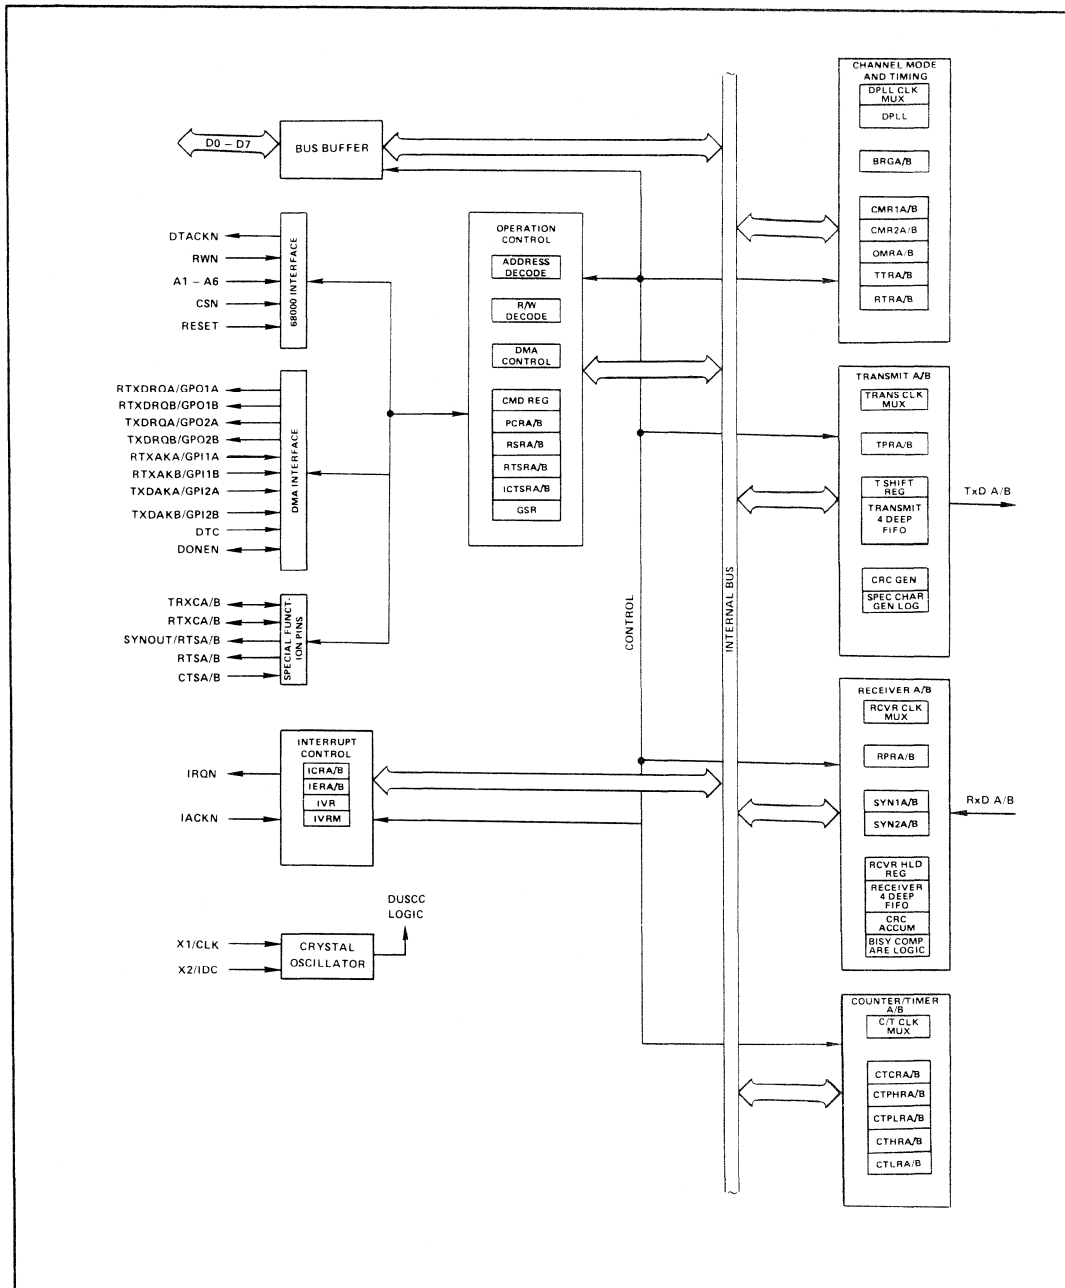 D0 – D7
BUS BUFFER
DTACKN
RWN
A1 – A6
CSN
RESET
68000 INTERFACE
RTXDRQA/GPO1A
RTXDRQB/GPO1B
TXDRQA/GPO2A
TXDRQB/GPO2B
RTXAKA/GPI1A
RTXAKB/GPI1B
TXDAKA/GPI2A
TXDAKB/GPI2B
DTC
DONEN
DMA INTERFACE
TRXCA/B
RTXCA/B
SYNOUT/RTSA/B
RTSA/B
CTSA/B
SPECIAL FUNCT-
ION PINS
IRQN
IACKN
INTERRUPT
CONTROL
ICRA/B
IERA/B
IVR
IVRM
X1/CLK
X2/IDC
CRYSTAL
OSCILLATOR
DUSCC
LOGIC
OPERATION
CONTROL
ADDRESS
DECODE
R/W
DECODE
DMA
CONTROL
CMD REG
PCRA/B
RSRA/B
RTSRA/B
ICTSRA/B
GSR
CONTROL
INTERNAL BUS
CHANNEL MODE
AND TIMING
DPLL CLK
MUX
DPLL
BRGA/B
CMR1A/B
CMR2A/B
OMRA/B
TTRA/B
RTRA/B
TRANSMIT A/B
TRANS CLK
MUX
TPRA/B
T SHIFT
REG
TRANSMIT
4 DEEP
FIFO
CRC GEN
SPEC CHAR
GEN LOG
TxD A/B
RECEIVER A/B
RCVR CLK
MUX
RPRA/B
SYN1A/B
SYN2A/B
RCVR HLD
REG
RECEIVER
4 DEEP
FIFO
CRC
ACCUM
BISY COMP
ARE LOGIC
RxD A/B
COUNTER/TIMER
A/B
C/T CLK
MUX
CTCRA/B
CTPHRA/B
CTPLRA/B
CTHRA/B
CTLRA/B